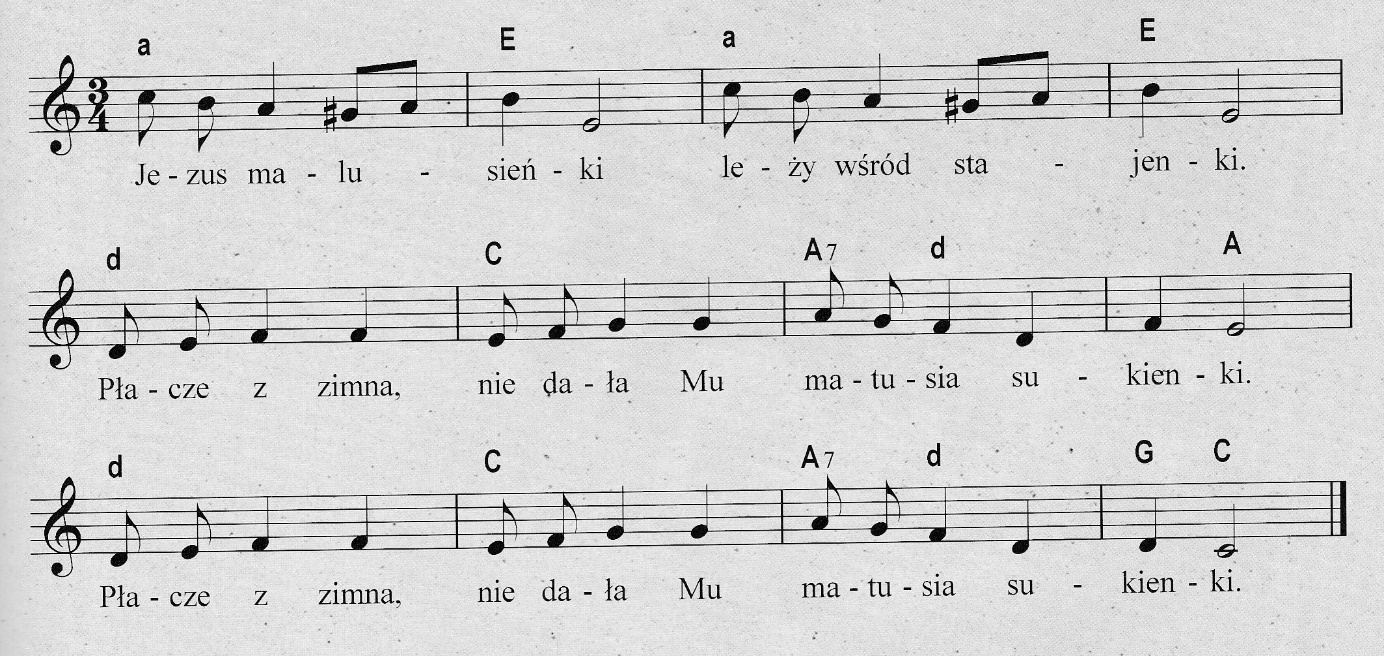 a E a E
3
4
Je - zus ma - lu - sień - ki le - ży wśród sta - jen - ki.
d C A7 d A
Pła - cze z zimna, nie da - ła Mu ma - tu - sia su - kien - ki.
d C A7 d G C
Pła - cze z zimna, nie da - ła Mu ma - tu - sia su - kien - ki.